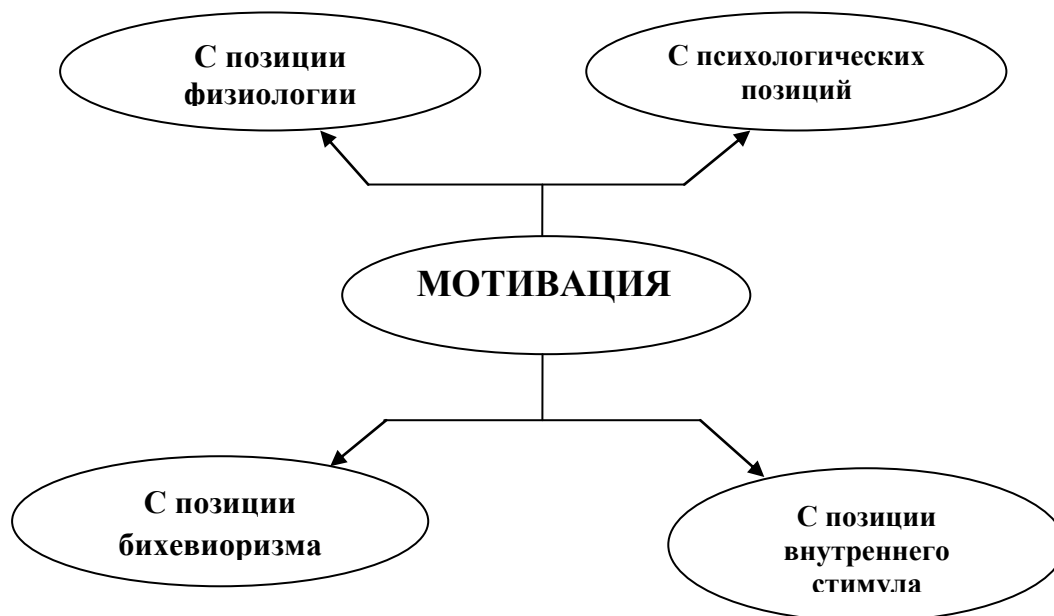 С позиции
физиологии
С психологических
позиций
МОТИВАЦИЯ
С позиции
бихевиоризма
С позиции
внутреннего
стимула